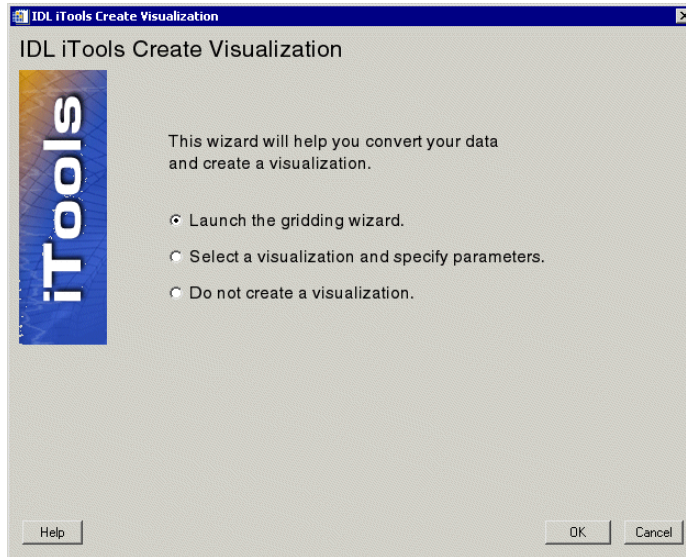 IDL iTools Create Visualization
IDL iTools Create Visualization
iTools
This wizard will help you convert your data
and create a visualization.
Launch the gridding wizard.
Select a visualization and specify parameters.
Do not create a visualization.
Help
OK
Cancel